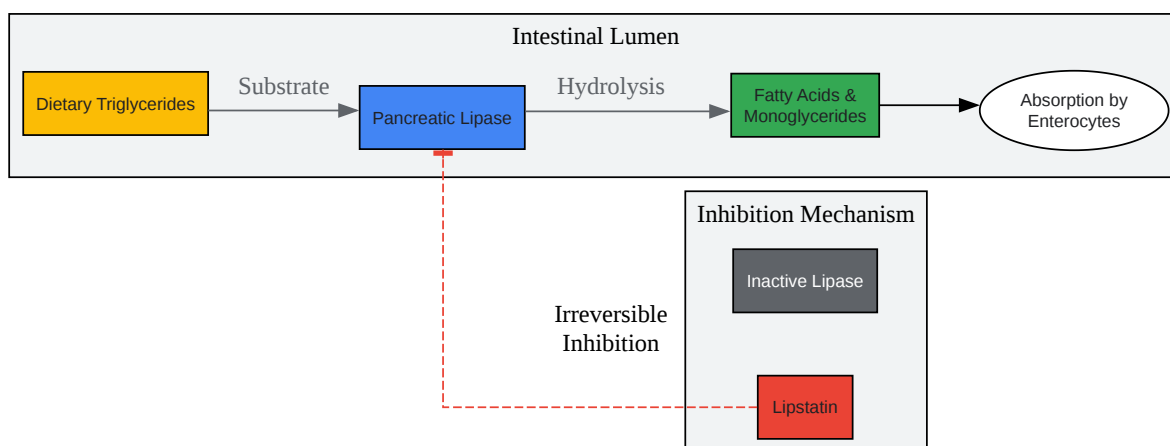 Intestinal Lumen
Dietary Triglycerides
Substrate
Pancreatic Lipase
Hydrolysis
Fatty Acids &
Monoglycerides
Absorption by
Enterocytes
Inhibition Mechanism
Inactive Lipase
Irreversible
Inhibition
Lipstatin